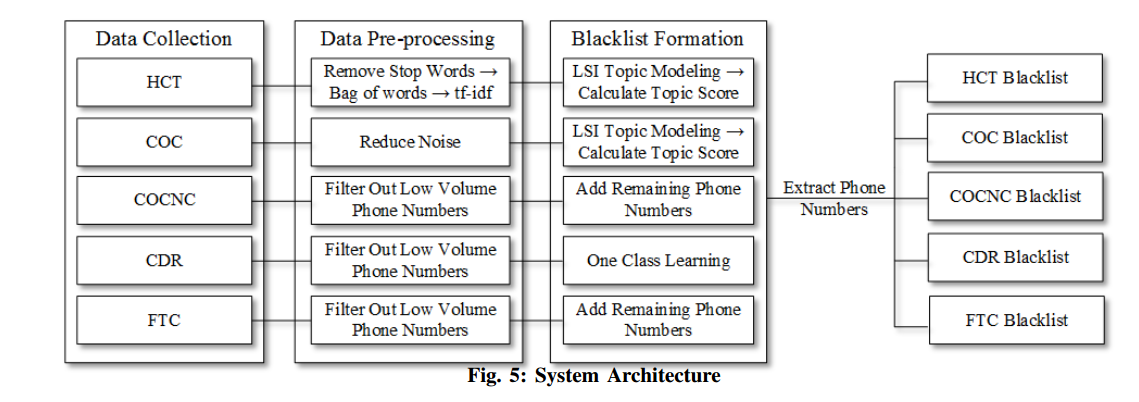 Data Collection
HCT
COC
COCNC
CDR
FTC
Data Pre-processing
Remove Stop Words →
Bag of words → tf-idf
Reduce Noise
Filter Out Low Volume
Phone Numbers
Filter Out Low Volume
Phone Numbers
Filter Out Low Volume
Phone Numbers
Blacklist Formation
LSI Topic Modeling →
Calculate Topic Score
LSI Topic Modeling →
Calculate Topic Score
Add Remaining Phone
Numbers
One Class Learning
Add Remaining Phone
Numbers
Extract Phone
Numbers
HCT Blacklist
COC Blacklist
COCNC Blacklist
CDR Blacklist
FTC Blacklist
Fig. 5: System Architecture